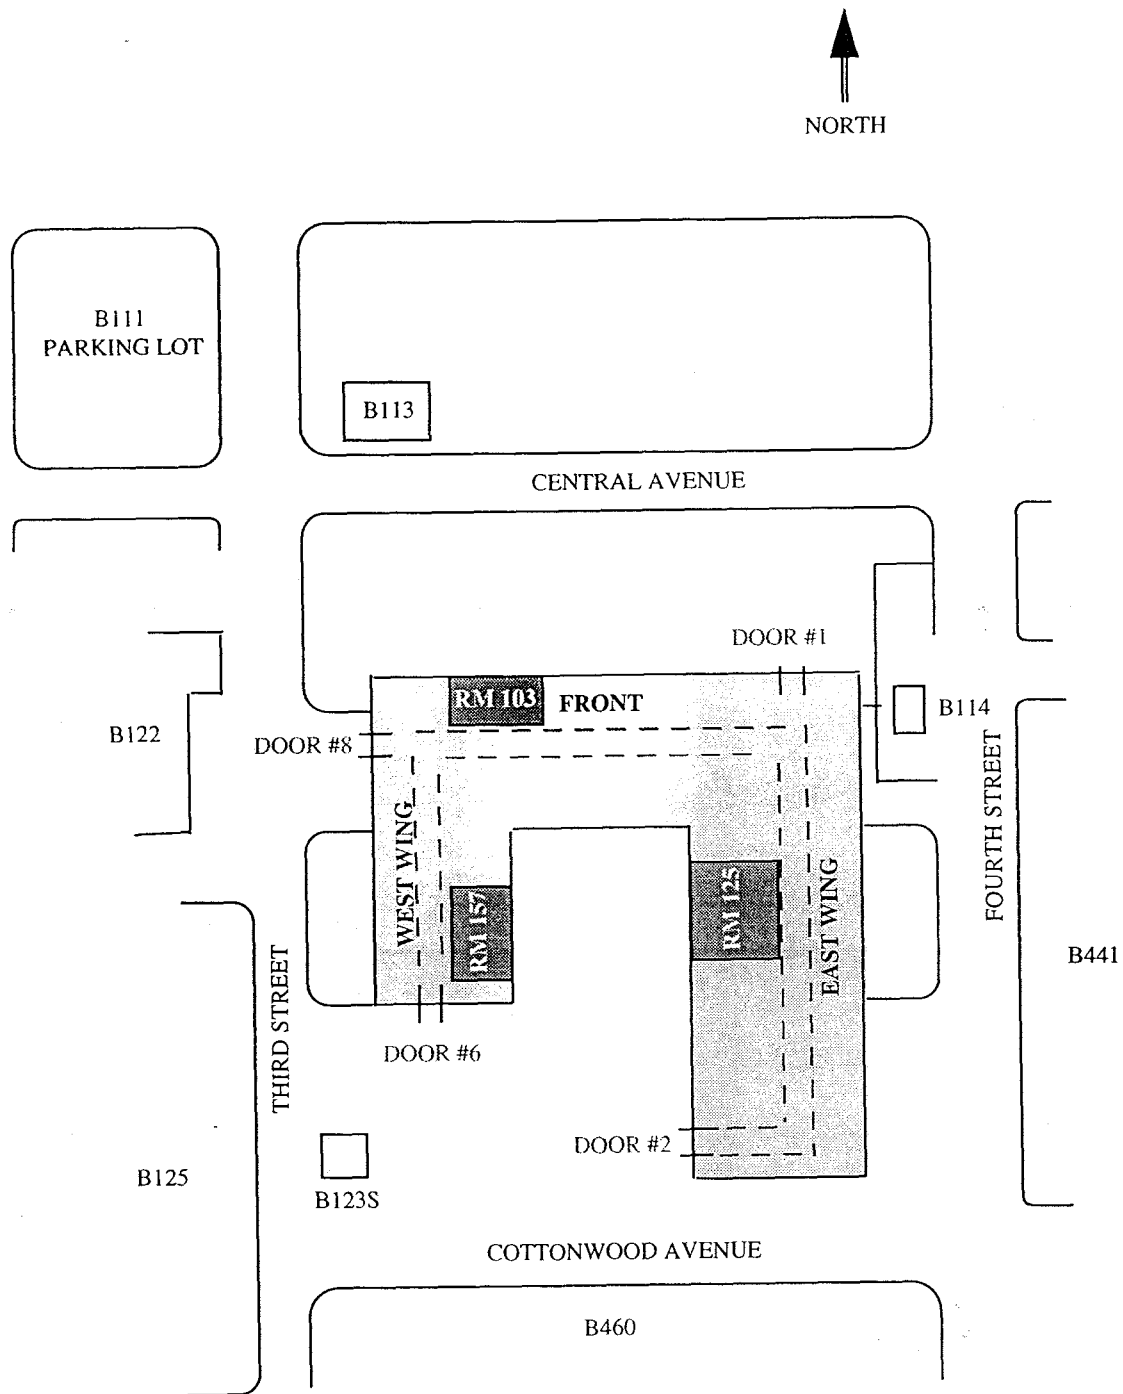 NORTH
B111
PARKING LOT
B113
CENTRAL AVENUE
DOOR #1
RM 103
FRONT
B114
B122
DOOR #8
WEST WING
RM 157
RM 125
EAST WING
FOURTH STREET
B441
THIRD STREET
DOOR #6
DOOR #2
B125
B123S
COTTONWOOD AVENUE
B460